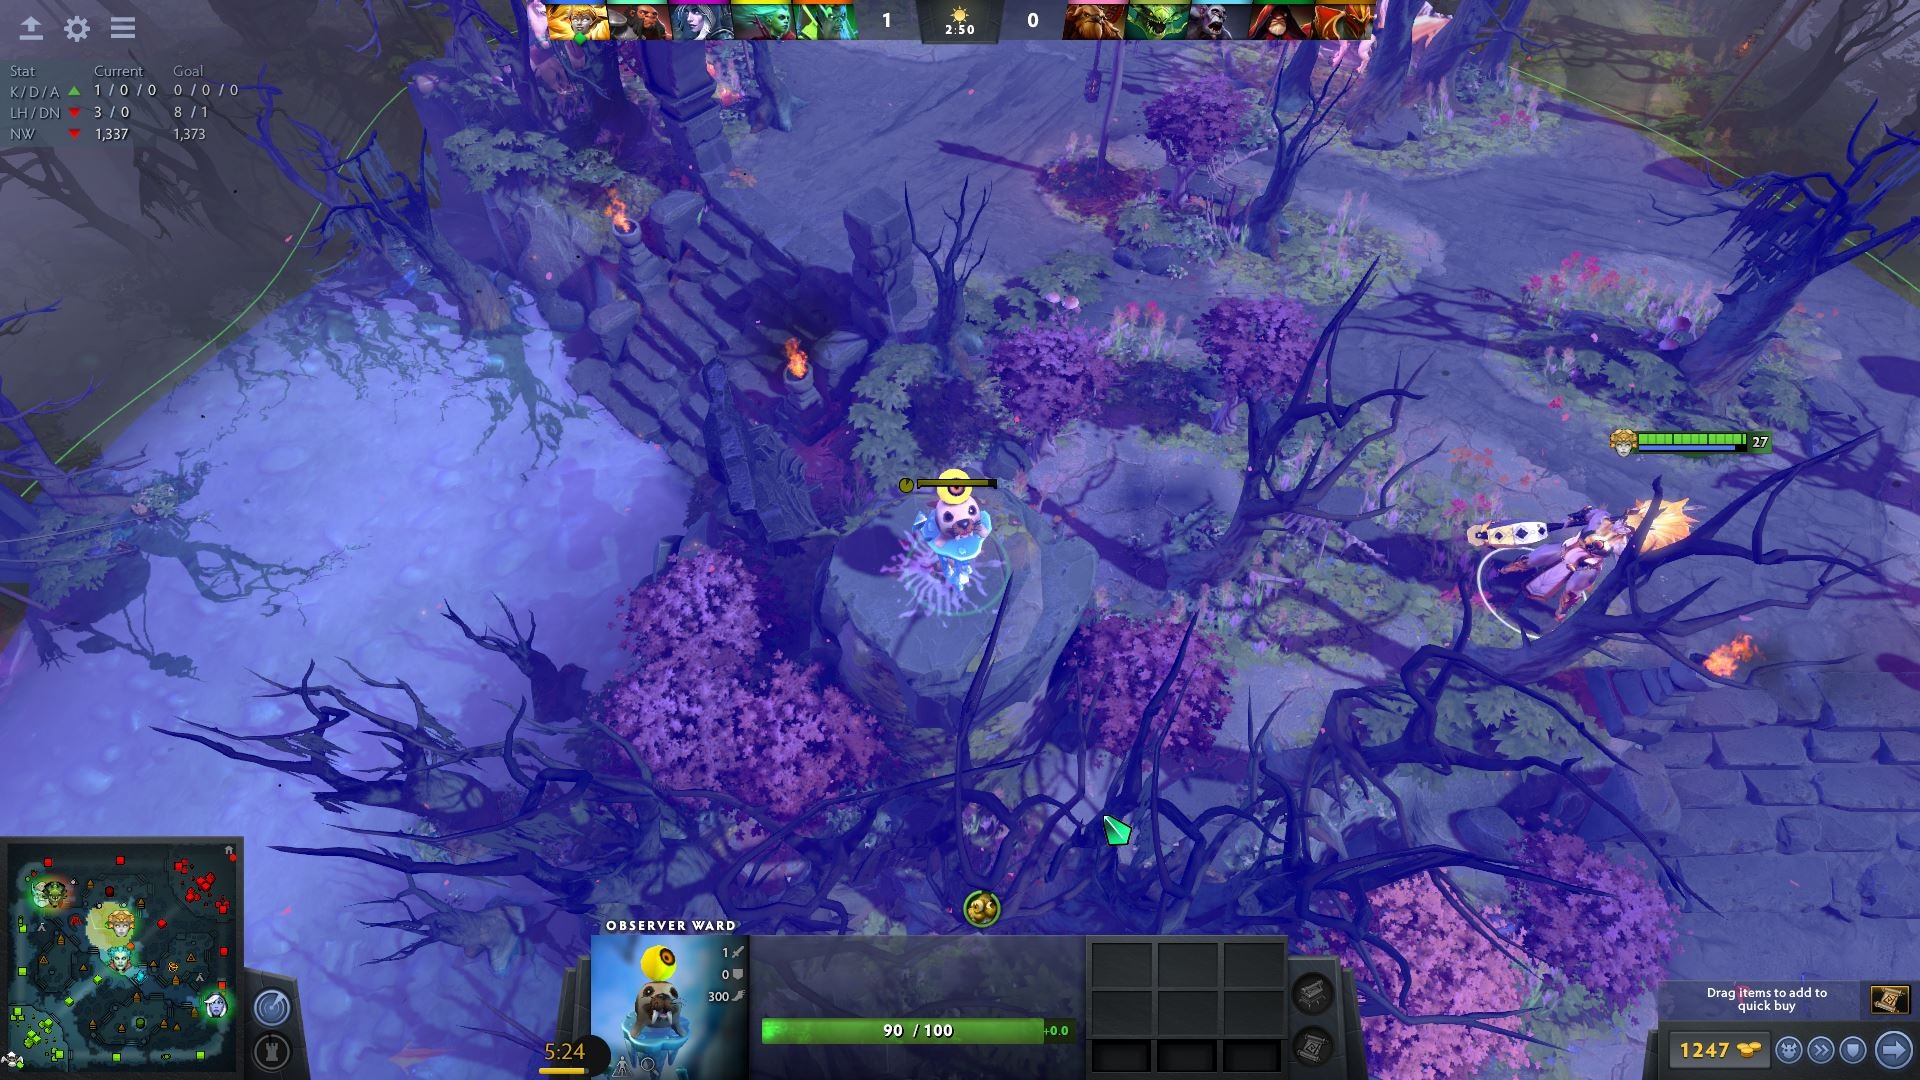 1
2:50
0
Stat Current Goal
K/D/A 1 / 0 / 0 0 / 0 / 0
LH/DN 3 / 0 8 / 1
NW 1,337 1,373
27
OBSERVER WARD
1
0
300
90 / 100
+0.0
5:24
Drag items to add to
quick buy
1247